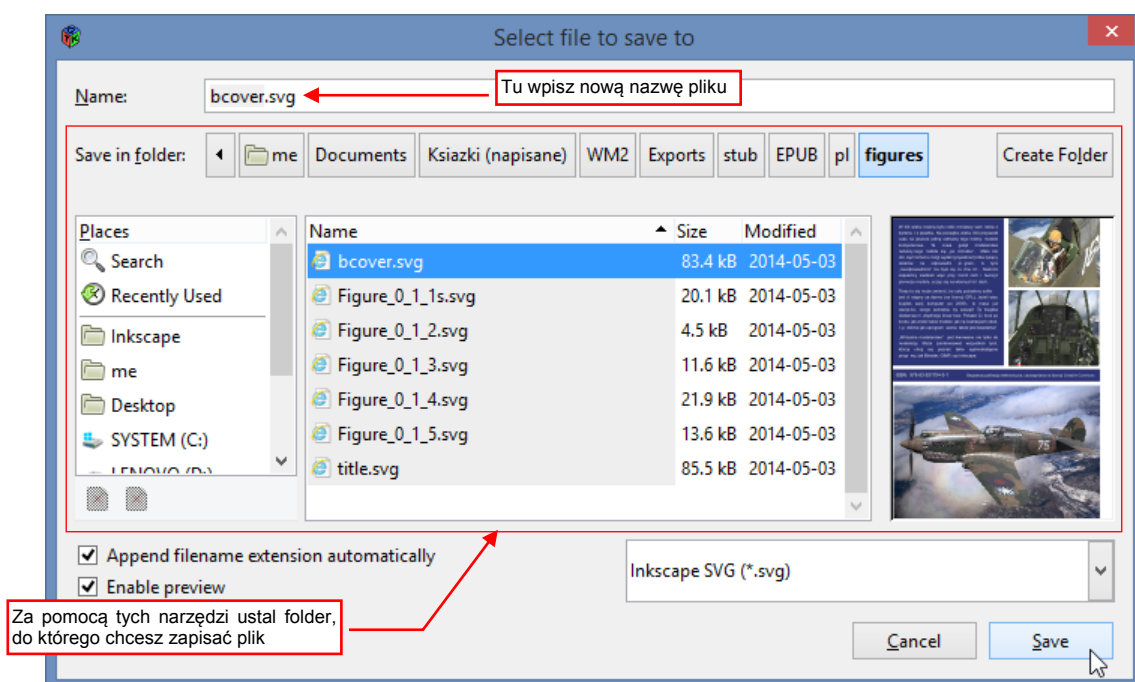 Select file to save to
Name:
bcover.svg
Tu wpisz nową nazwę pliku
Save in folder:
me
Documents
Ksiazki (napisane)
WM2
Exports
stub
EPUB
pl
figures
Create Folder
Places
Search
Recently Used
Inkscape
me
Desktop
SYSTEM (C:)
LENOVO (D:)
Name Size Modified
bcover.svg 83.4 kB 2014-05-03
Figure_0_1_1s.svg 20.1 kB 2014-05-03
Figure_0_1_2.svg 4.5 kB 2014-05-03
Figure_0_1_3.svg 11.6 kB 2014-05-03
Figure_0_1_4.svg 21.9 kB 2014-05-03
Figure_0_1_5.svg 13.6 kB 2014-05-03
title.svg 85.5 kB 2014-05-03
75
Append filename extension automatically
Enable preview
Inkscape SVG (*.svg)
Za pomocą tych narzędzi ustal folder,
do którego chcesz zapisać plik
Cancel
Save